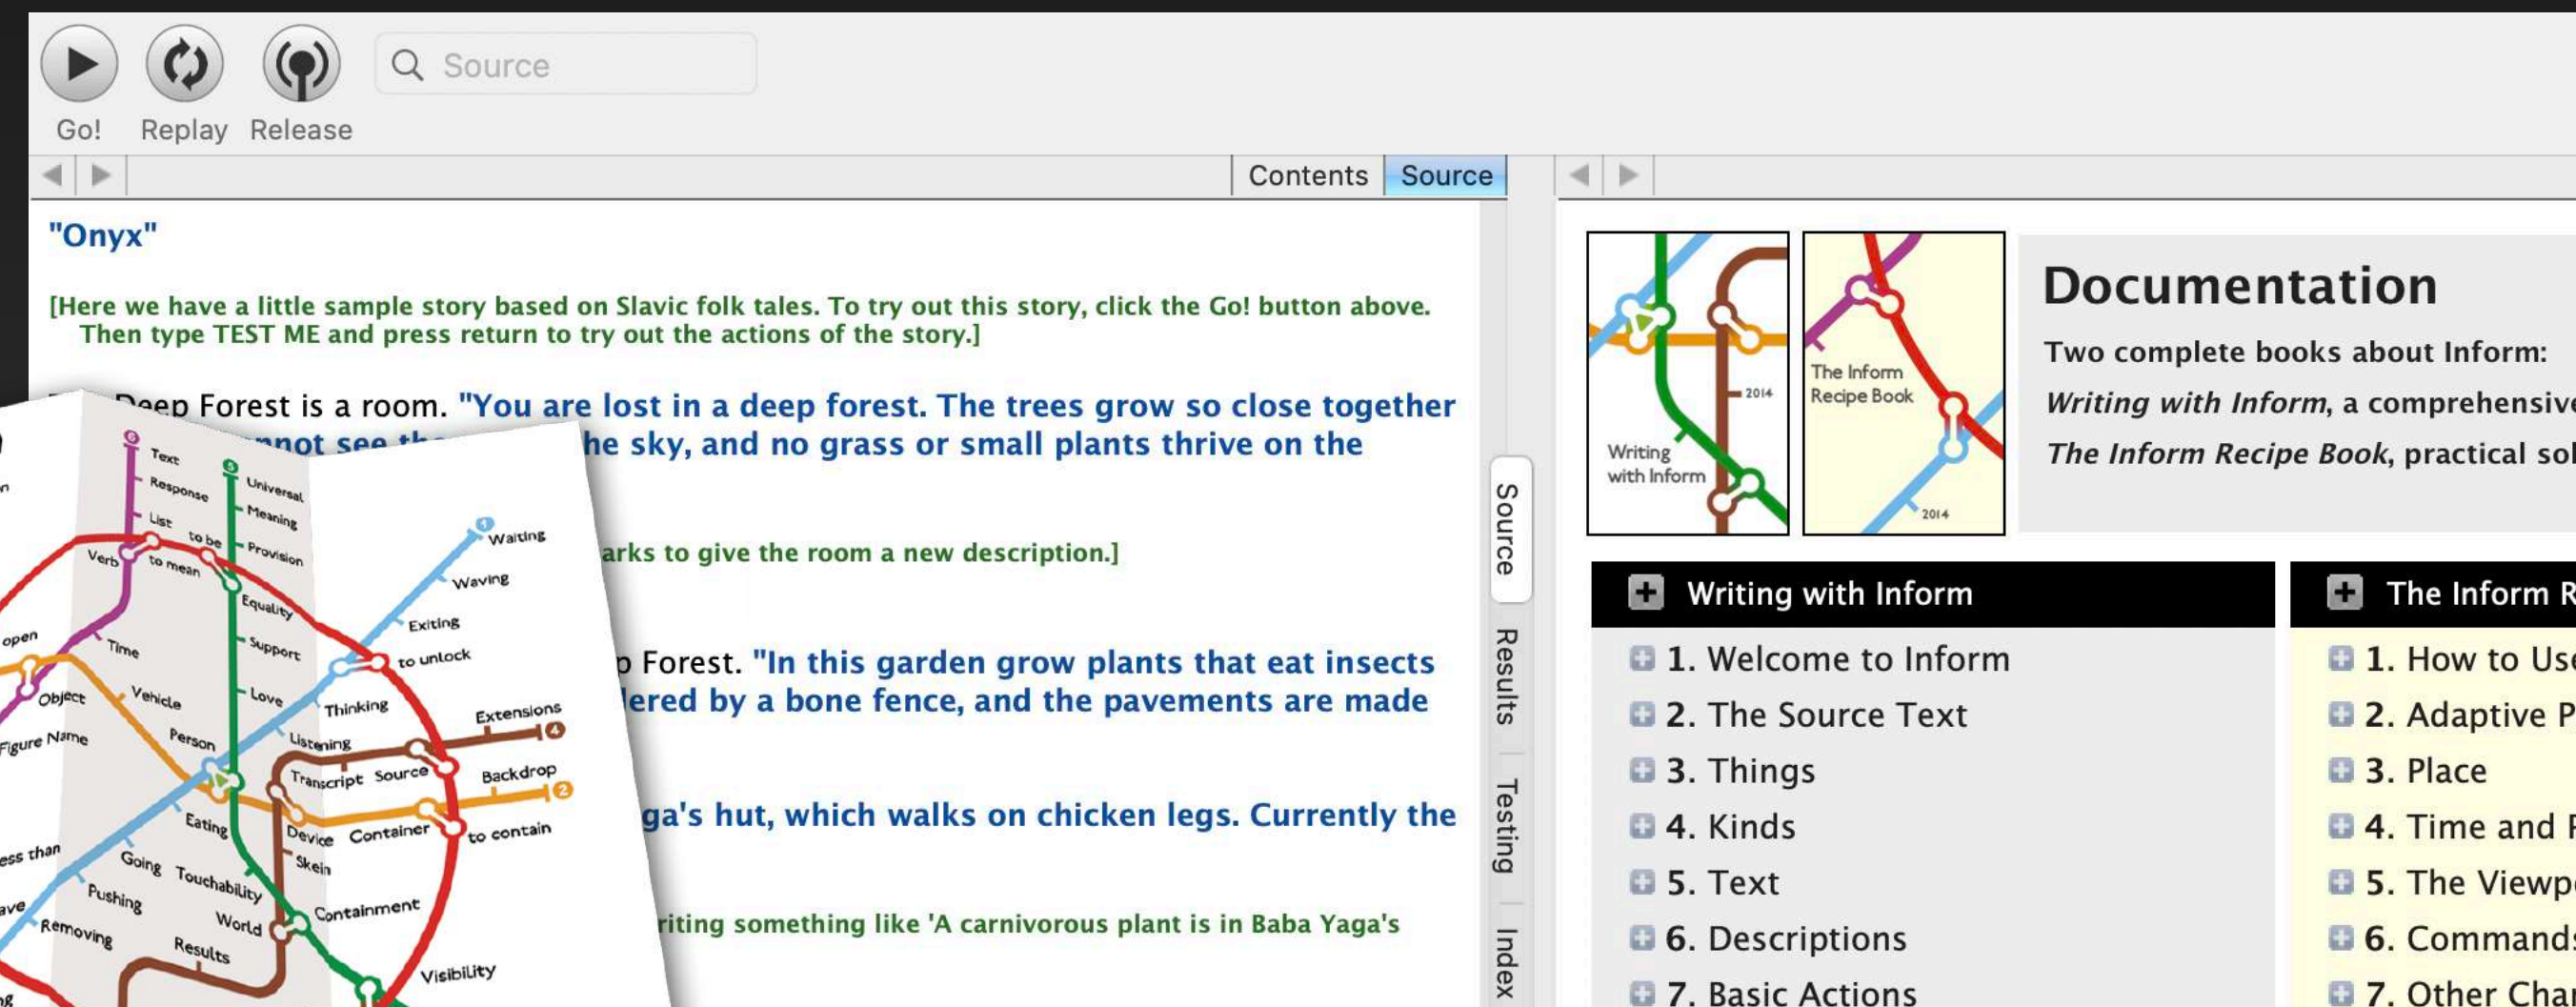 Source
Go! Replay Release
Contents Source
"Onyx"
[Here we have a little sample story based on Slavic folk tales. To try out this story, click the Go! button above.
Then type TEST ME and press return to try out the actions of the story.]
Deep Forest is a room. "You are lost in a deep forest. The trees grow so close together
see he sky, and no grass or small plants thrive on the
to give the room a new description.]
Forest. "In this garden grow plants that eat insects
by a bone fence, and the pavements are made
hut, which walks on chicken legs. Currently the
something like 'A carnivorous plant is in Baba Yaga's
6
Text
Response
List
Verb
to mean
to be
5
Universal
Meaning
Provision
Equality
Support
Love
1
Waiting
Waving
Exiting
to unlock
Thinking
Listening
open
Time
Object
Vehicle
Figure Name
Person
Extensions
4
Transcript Source
Backdrop
2
Eating
Device Container
to contain
Skein
than
Going Touchability
Pushing
World
Containment
Removing
Results
Visibility
Source
Results
Testing
Index
Writing
with Inform
2014
The Inform
Recipe Book
2014
Documentation
Two complete books about Inform:
Writing with Inform, a comprehensive
The Inform Recipe Book, practical
Writing with Inform
1. Welcome to Inform
2. The Source Text
3. Things
4. Kinds
5. Text
6. Descriptions
7. Basic Actions
The Inform
1. How to
2. Adaptive
3. Place
4. Time and
5. The
6.
7. Other